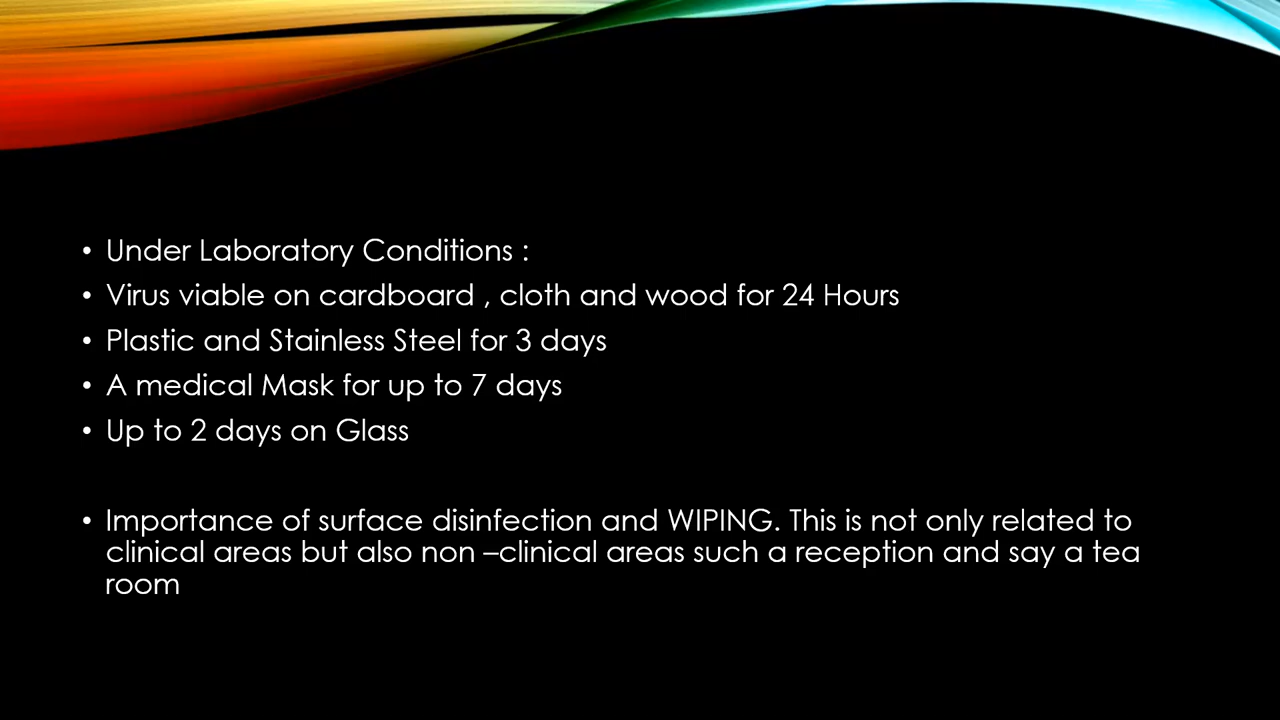 • Under Laboratory Conditions :
• Virus viable on cardboard , cloth and wood for 24 Hours
• Plastic and Stainless Steel for 3 days
• A medical Mask for up to 7 days
• Up to 2 days on Glass
• Importance of surface disinfection and WIPING. This is not only related to
clinical areas but also non –clinical areas such a reception and say a tea
room